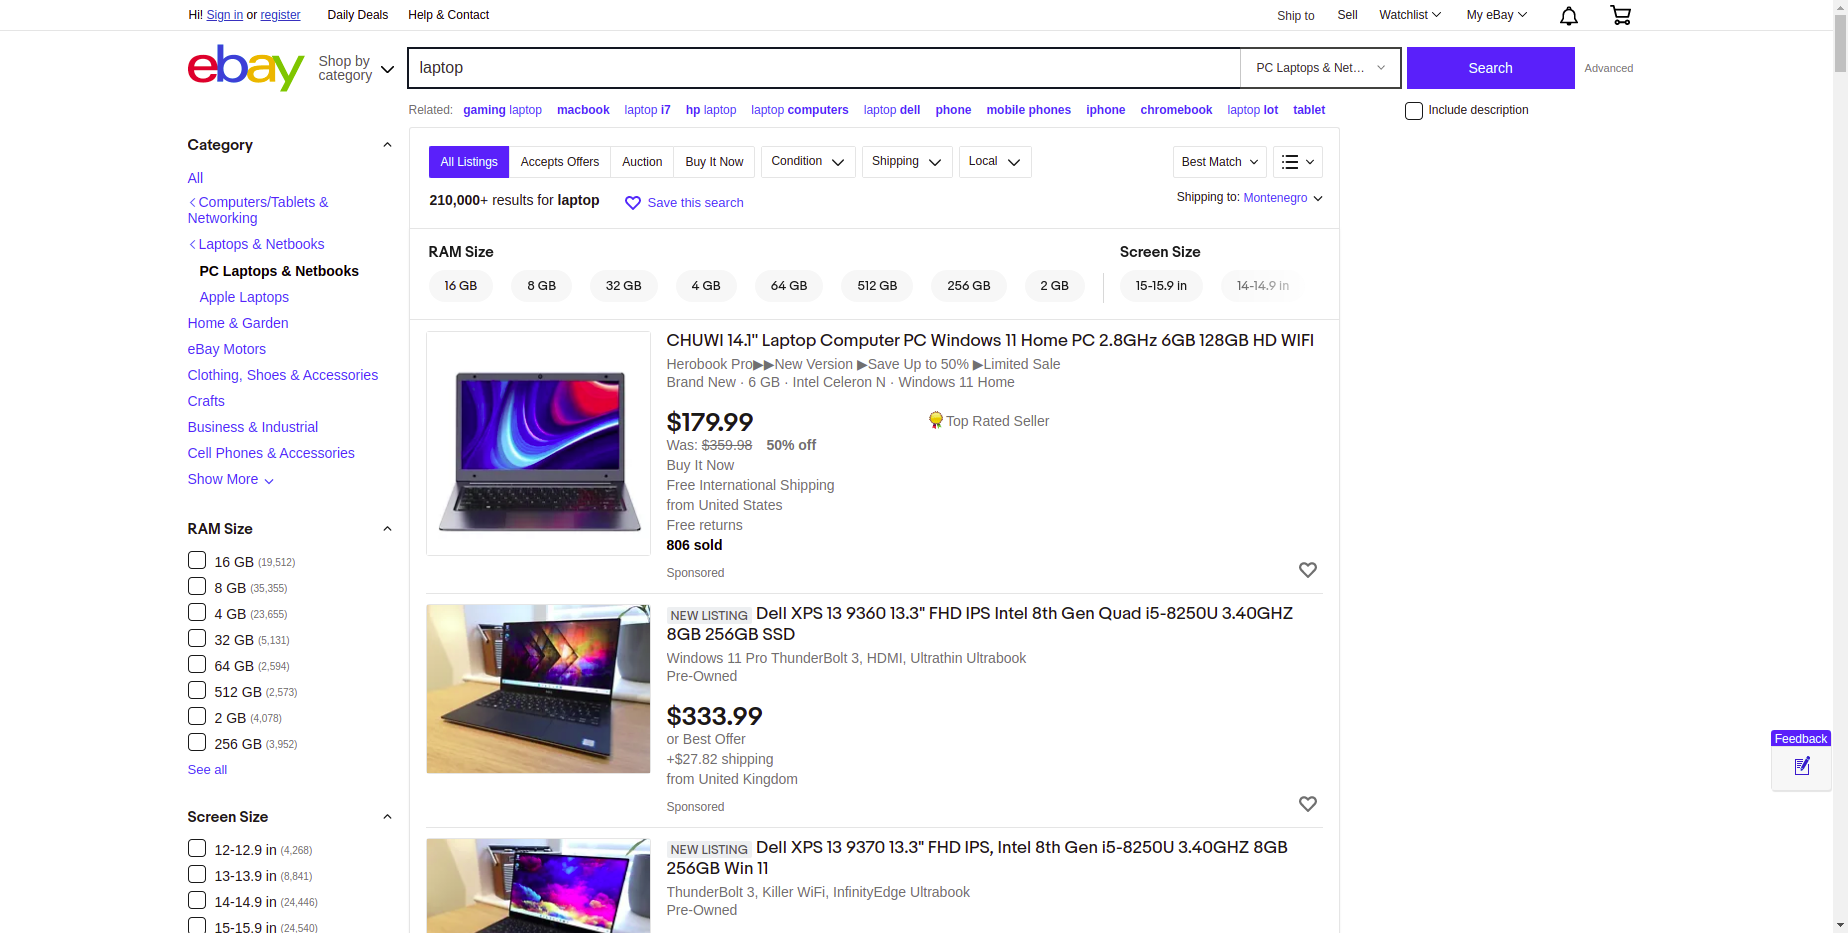 Hi! Sign in or register
Daily Deals
Help & Contact
Ship to
Sell
Watchlist
My eBay
ebay
Shop by category
laptop
PC Laptops & Net...
Search
Advanced
Related: gaming laptop macbook laptop i7 hp laptop laptop computers laptop dell phone mobile phones iphone chromebook laptop lot tablet
Include description
Category
All
Computers/Tablets & Networking
Laptops & Netbooks
PC Laptops & Netbooks
Apple Laptops
Home & Garden
eBay Motors
Clothing, Shoes & Accessories
Crafts
Business & Industrial
Cell Phones & Accessories
Show More
RAM Size
16 GB (19,512)
8 GB (35,355)
4 GB (23,655)
32 GB (5,131)
64 GB (2,594)
512 GB (2,573)
2 GB (4,078)
256 GB (3,952)
See all
Screen Size
12-12.9 in (4,268)
13-13.9 in (8,841)
14-14.9 in (24,446)
15-15.9 in (24,540)
All Listings
Accepts Offers
Auction
Buy It Now
Condition
Shipping
Local
Best Match
210,000+ results for laptop
Save this search
Shipping to: Montenegro
RAM Size
16 GB
8 GB
32 GB
4 GB
64 GB
512 GB
256 GB
2 GB
Screen Size
15-15.9 in
14-14.9 in
CHUWI 14.1" Laptop Computer PC Windows 11 Home PC 2.8GHz 6GB 128GB HD WIFI
Herobook Pro▶▶New Version ▶Save Up to 50% ▶Limited Sale
Brand New · 6 GB · Intel Celeron N · Windows 11 Home
$179.99
Top Rated Seller
Was: $359.98 50% off
Buy It Now
Free International Shipping
from United States
Free returns
806 sold
Sponsored
NEW LISTING Dell XPS 13 9360 13.3" FHD IPS Intel 8th Gen Quad i5-8250U 3.40GHZ
8GB 256GB SSD
Windows 11 Pro ThunderBolt 3, HDMI, Ultrathin Ultrabook
Pre-Owned
$333.99
or Best Offer
+$27.82 shipping
from United Kingdom
Sponsored
NEW LISTING Dell XPS 13 9370 13.3" FHD IPS, Intel 8th Gen i5-8250U 3.40GHZ 8GB
256GB Win 11
ThunderBolt 3, Killer WiFi, InfinityEdge Ultrabook
Pre-Owned
Feedback